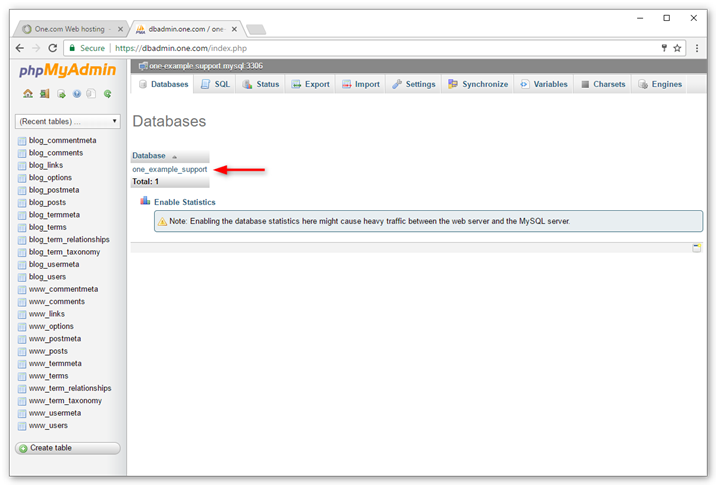 One.com Web hosting
dbadmin.one.com / one-
Secure
https://dbadmin.one.com/index.php
phpMyAdmin
one-example-support.mysql:3306
Databases
SQL
Status
Export
Import
Settings
Synchronize
Variables
Charsets
Engines
(Recent tables) ...
blog_commentmeta
blog_comments
blog_links
blog_options
blog_postmeta
blog_posts
blog_termmeta
blog_terms
blog_term_relationships
blog_term_taxonomy
blog_usermeta
blog_users
www_commentmeta
www_comments
www_links
www_options
www_postmeta
www_posts
www_termmeta
www_terms
www_term_relationships
www_term_taxonomy
www_usermeta
www_users
Create table
Databases
Database
one_example_support
Total: 1
Enable Statistics
Note: Enabling the database statistics here might cause heavy traffic between the web server and the MySQL server.